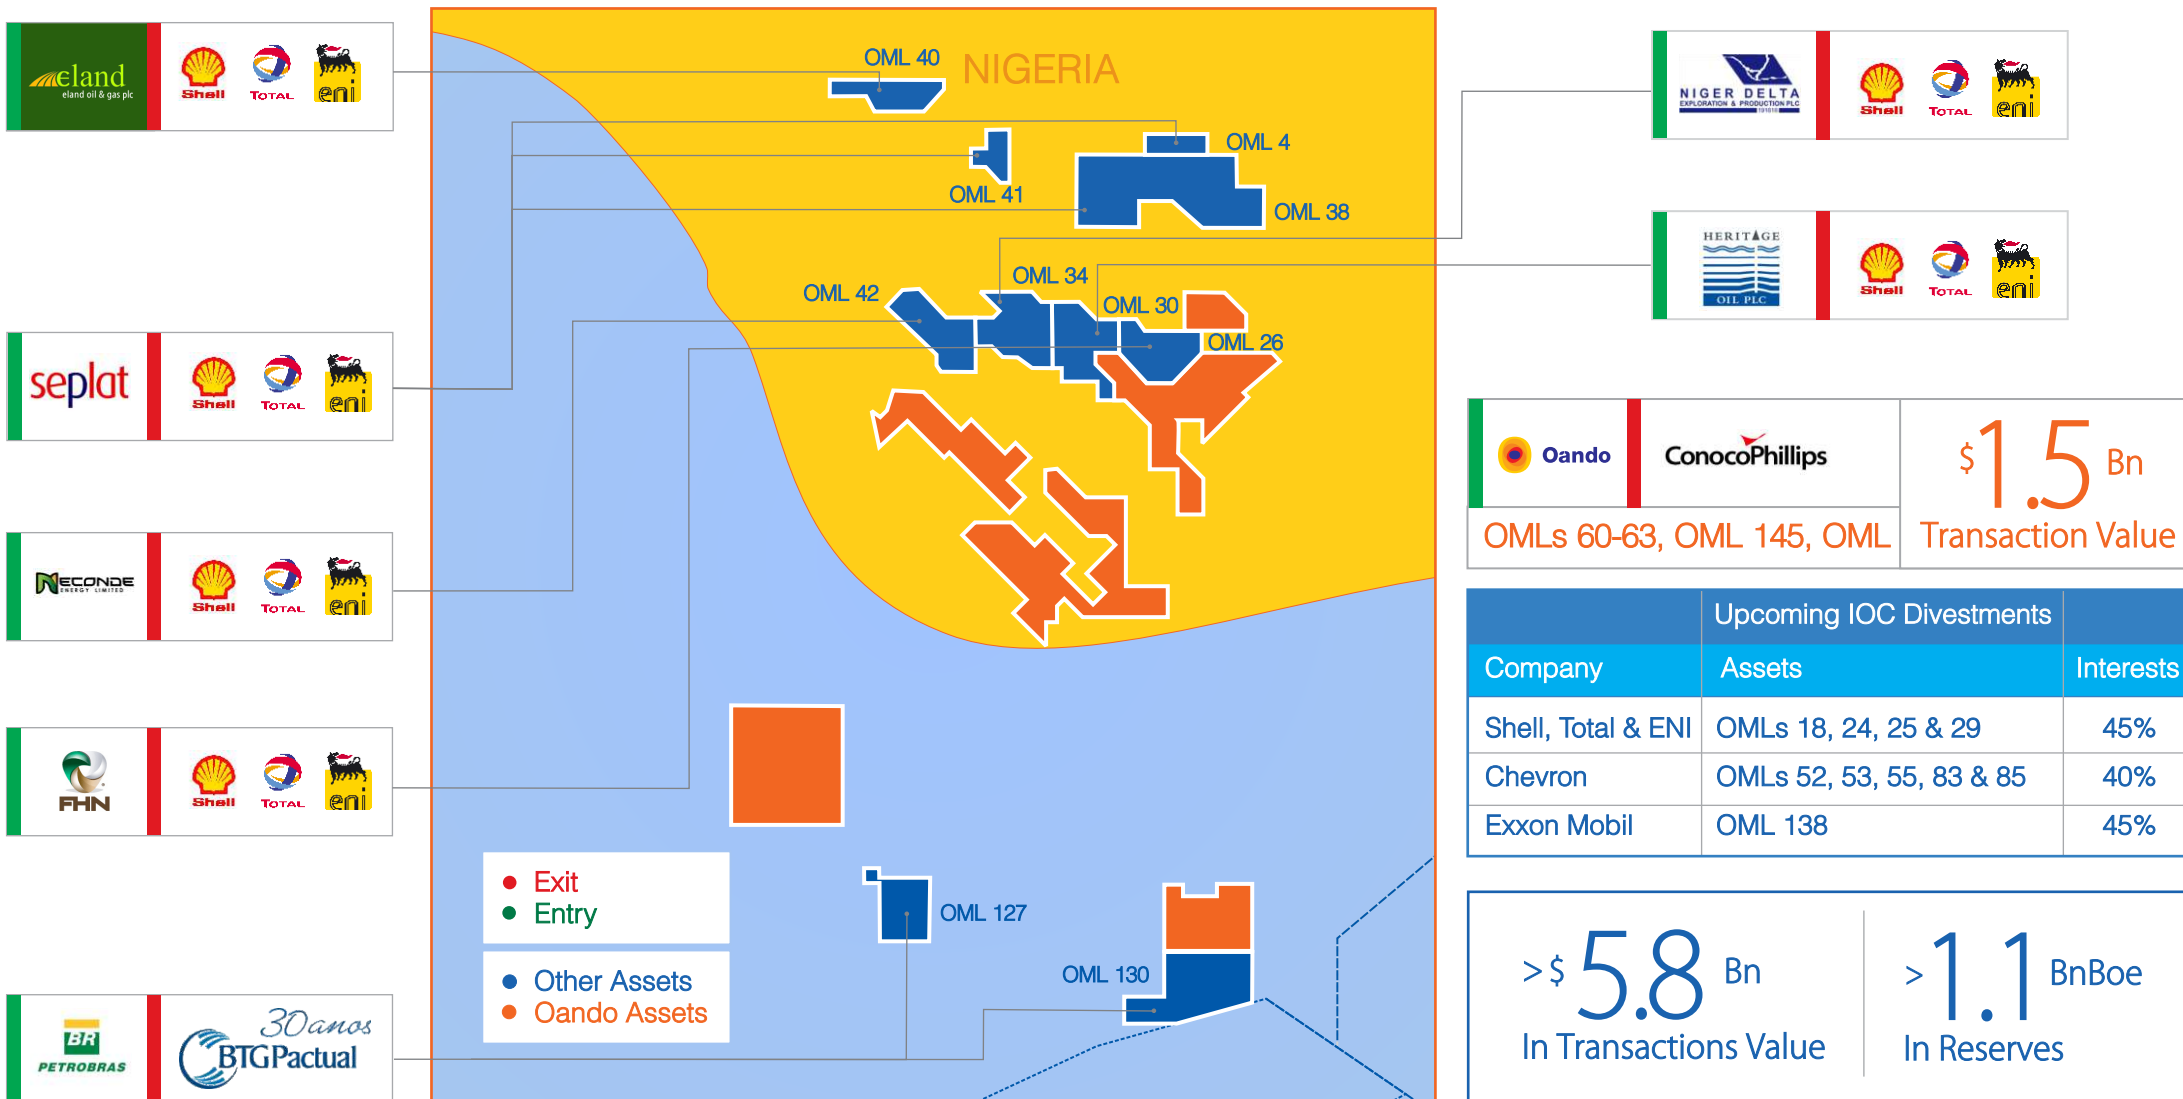 eland
eland oil & gas plc
Shell
TOTAL
eni
seplat
Shell
TOTAL
eni
NECONDE
ENERGY LIMITED
Shell
TOTAL
eni
FHN
Shell
TOTAL
eni
BR
PETROBRAS
30 anos
BTGPactual
NIGERIA
OML 40
OML 4
OML 41
OML 38
OML 34
OML 42
OML 30
OML 26
OML 127
OML 130
Exit
Entry
Other Assets
Oando Assets
NIGER DELTA
EXPLORATION & PRODUCTION PLC
Shell
TOTAL
eni
HERITAGE
OIL PLC
Shell
TOTAL
eni
Oando
ConocoPhillips
OMLs 60-63, OML 145, OML
$1.5 Bn
Transaction Value
Upcoming IOC Divestments
Company Assets Interests
Shell, Total & ENI OMLs 18, 24, 25 & 29 45%
Chevron OMLs 52, 53, 55, 83 & 85 40%
Exxon Mobil OML 138 45%
>$ 5.8 Bn
In Transactions Value
>1.1 BnBoe
In Reserves